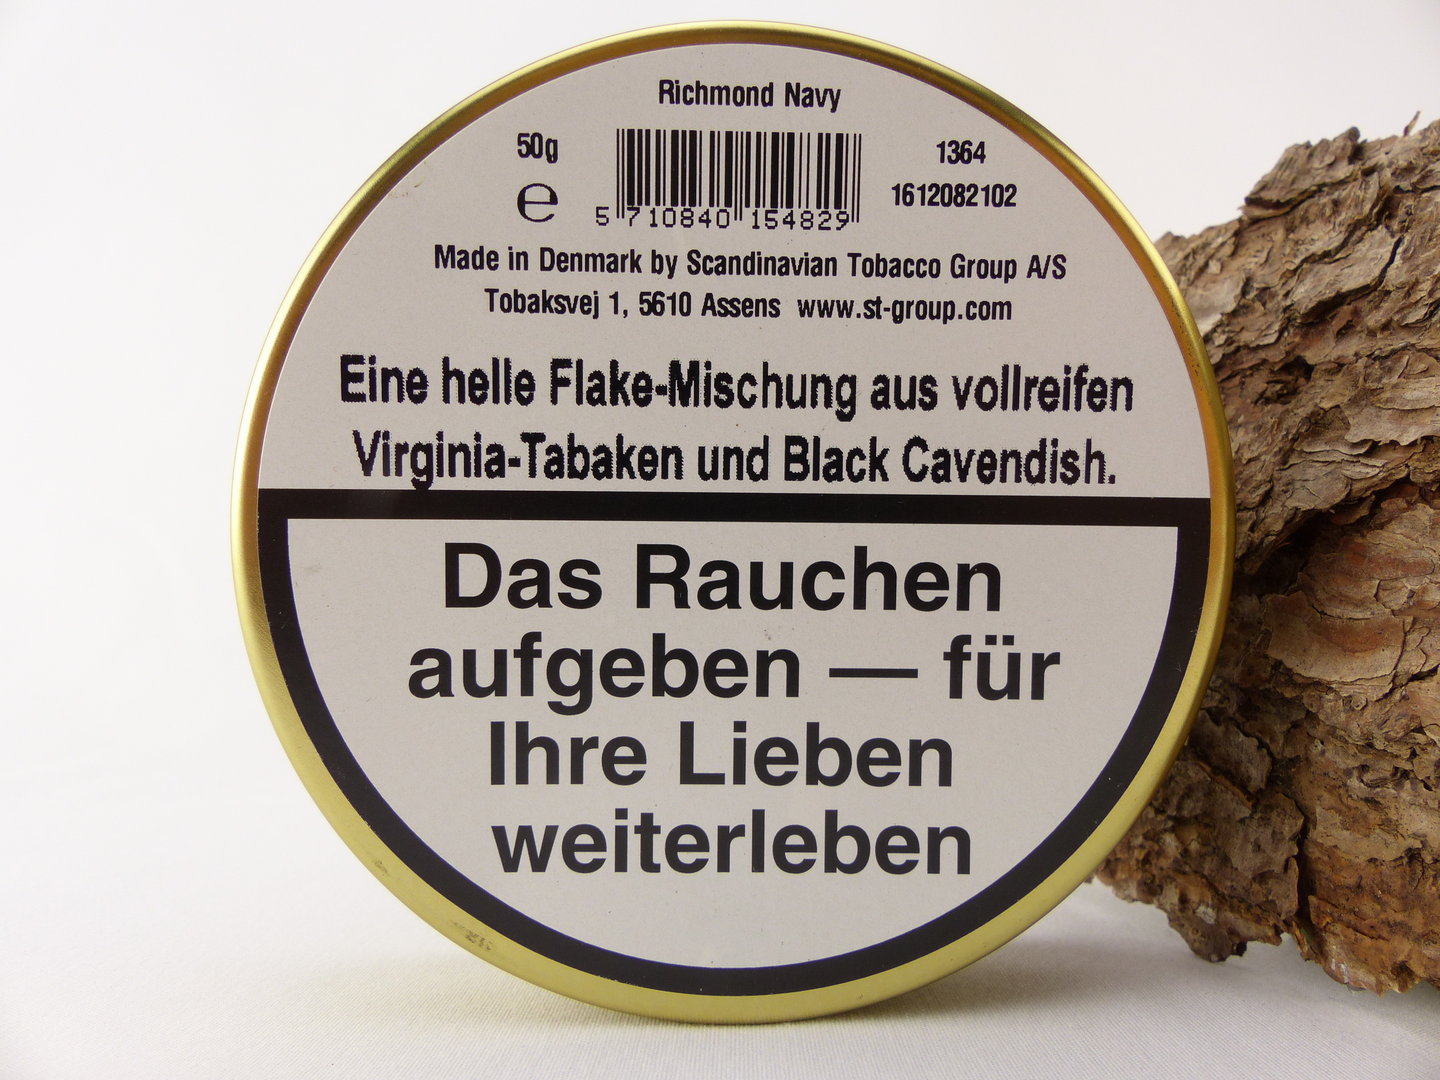 Richmond Navy
50g
e
5 710840 154829
1364
1612082102
Made in Denmark by Scandinavian Tobacco Group A/S
Tobaksvej 1, 5610 Assens www.st-group.com
Eine helle Flake-Mischung aus vollreifen
Virginia-Tabaken und Black Cavendish.
Das Rauchen
aufgeben — für
Ihre Lieben
weiterleben